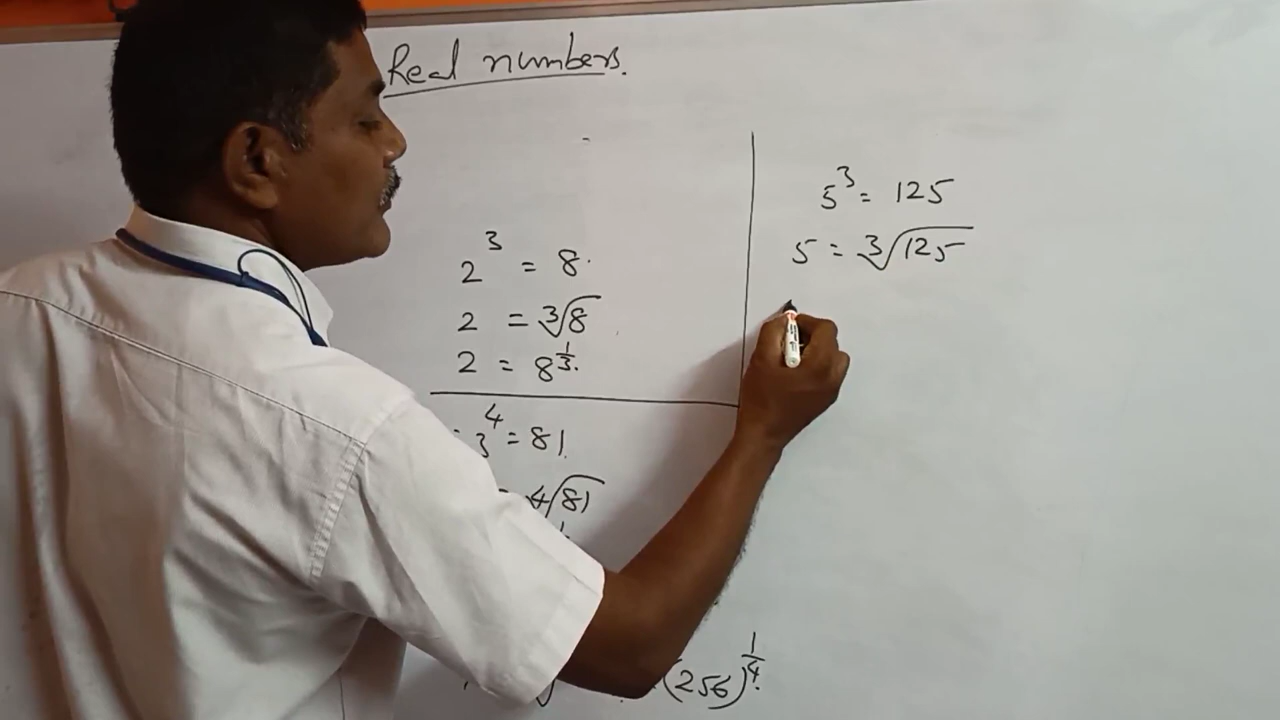 Real numbers.
2³ = 8.
2 = ∛8
2 = 8^(1/3).
3⁴ = 81.
∜81
(256)^(1/4).
5³ = 125
5 = ∛125